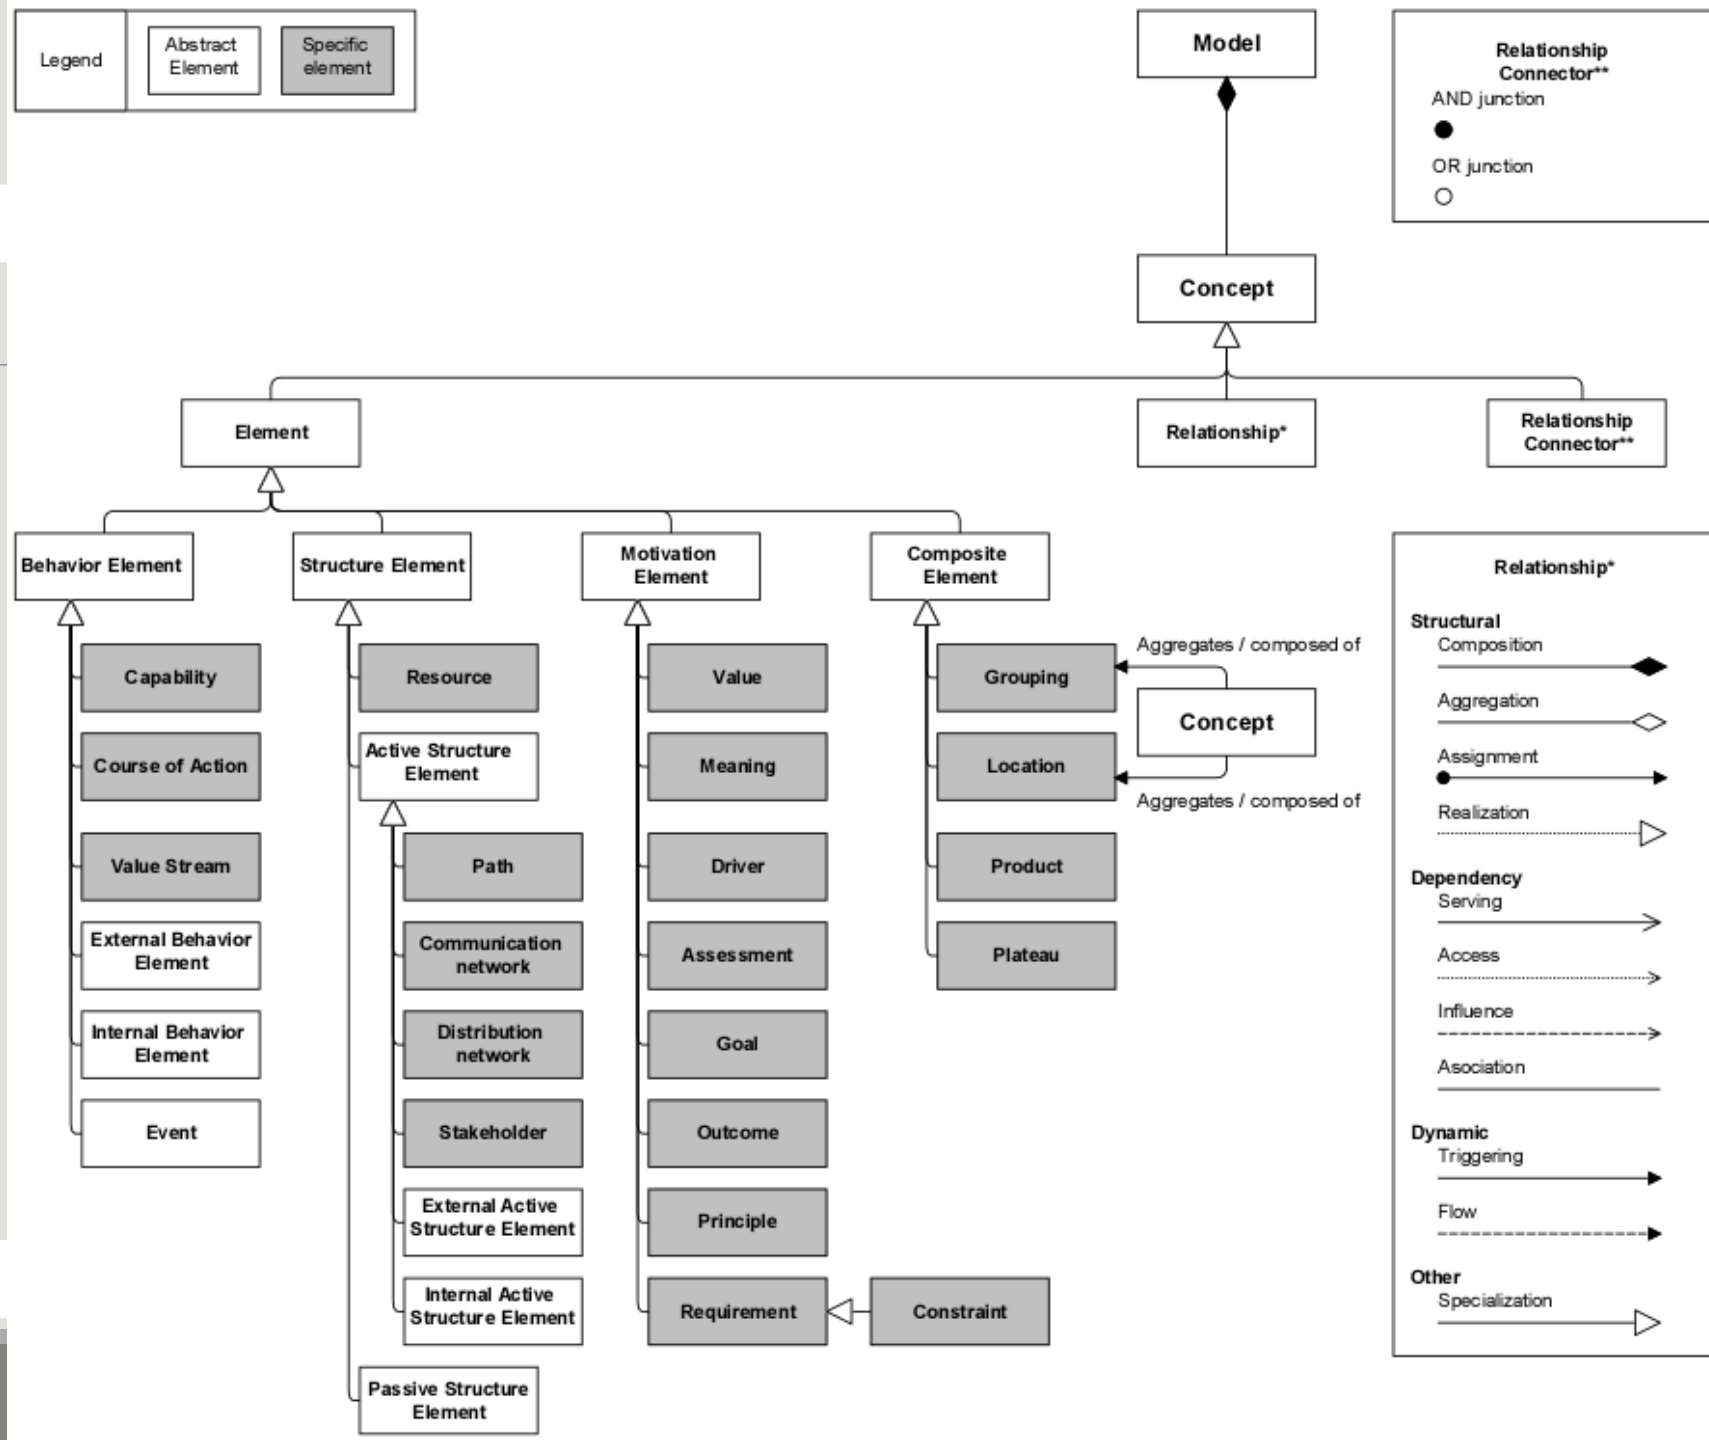 Legend
Abstract
Element
Specific
element
Model
Relationship
Connector**
AND junction
OR junction
Concept
Element
Relationship*
Relationship
Connector**
Behavior Element
Structure Element
Motivation
Element
Composite
Element
Capability
Course of Action
Value Stream
External Behavior
Element
Internal Behavior
Element
Event
Resource
Active Structure
Element
Path
Communication
network
Distribution
network
Stakeholder
External Active
Structure Element
Internal Active
Structure Element
Passive Structure
Element
Value
Meaning
Driver
Assessment
Goal
Outcome
Principle
Requirement
Constraint
Grouping
Location
Product
Plateau
Aggregates / composed of
Concept
Aggregates / composed of
Relationship*
Structural
Composition
Aggregation
Assignment
Realization
Dependency
Serving
Access
Influence
Asociation
Dynamic
Triggering
Flow
Other
Specialization